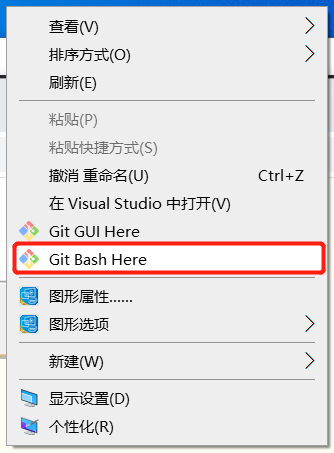 查看(V)
排序方式(O)
刷新(E)
粘贴(P)
粘贴快捷方式(S)
撤消 重命名(U) Ctrl+Z
在 Visual Studio 中打开(V)
Git GUI Here
Git Bash Here
图形属性......
图形选项
新建(W)
显示设置(D)
个性化(R)